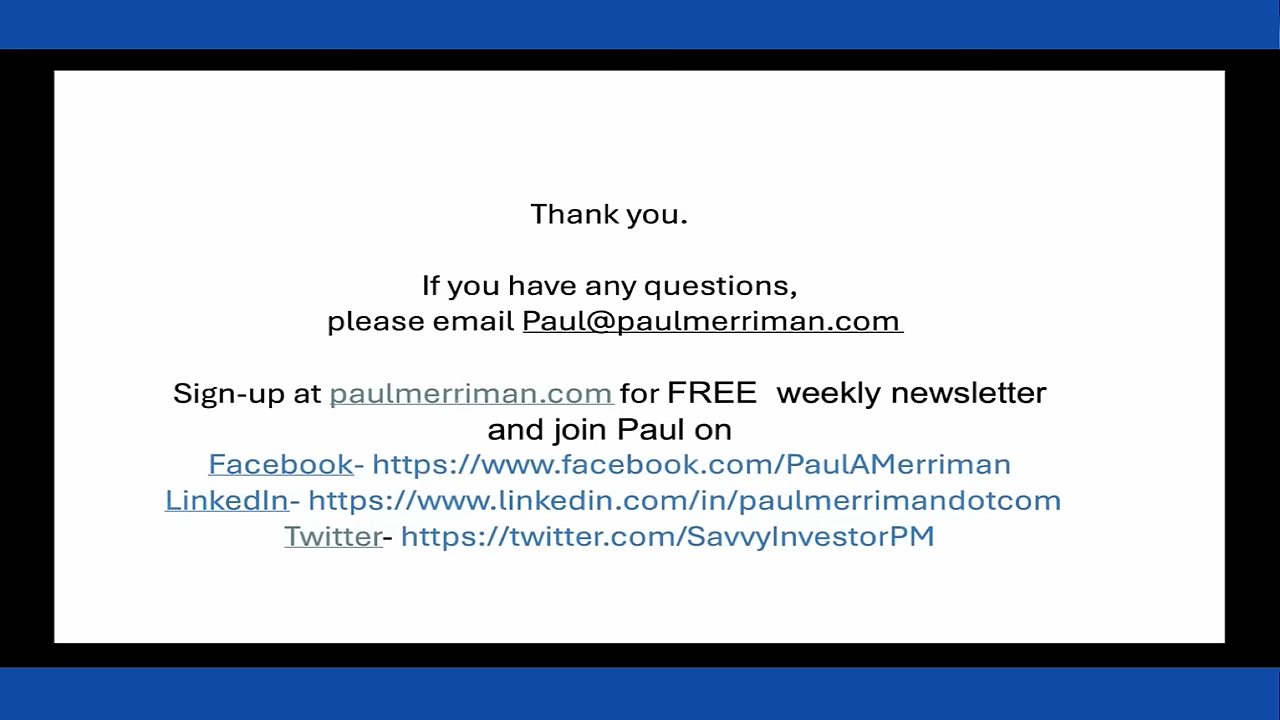 Thank you.
If you have any questions,
please email Paul@paulmerriman.com
Sign-up at paulmerriman.com for FREE  weekly newsletter
and join Paul on
Facebook- https://www.facebook.com/PaulAMerriman
LinkedIn- https://www.linkedin.com/in/paulmerrimandotcom
Twitter- https://twitter.com/SavvyInvestorPM